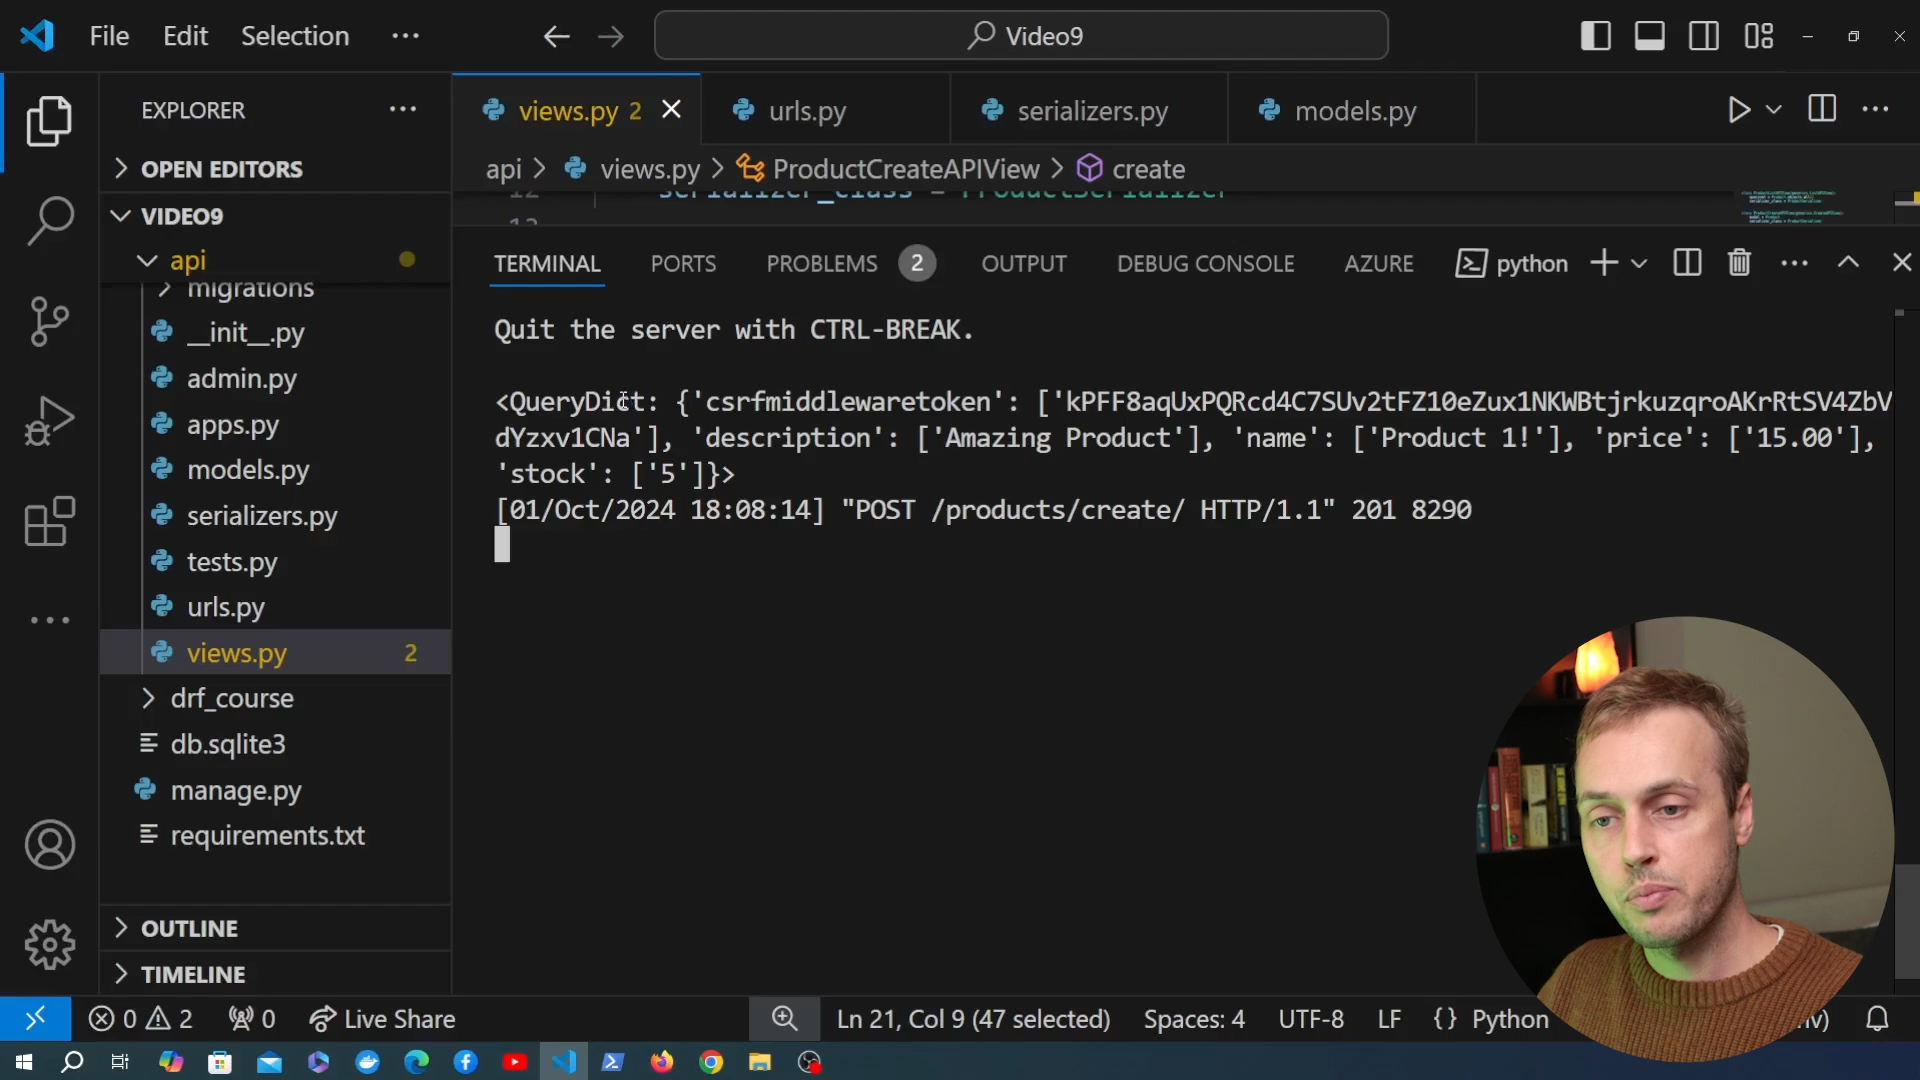 File Edit Selection ··· Video9
EXPLORER ···
OPEN EDITORS
VIDEO9
api
migrations
__init__.py
admin.py
apps.py
models.py
serializers.py
tests.py
urls.py
views.py 2
drf_course
db.sqlite3
manage.py
requirements.txt
OUTLINE
TIMELINE
views.py 2 urls.py serializers.py models.py
api > views.py > ProductCreateAPIView > create
12 serializer_class = ProductSerializer
13
TERMINAL PORTS PROBLEMS 2 OUTPUT DEBUG CONSOLE AZURE python
Quit the server with CTRL-BREAK.
<QueryDict: {'csrfmiddlewaretoken': ['kPFF8aqUxPQRcd4C7SUv2tFZ10eZux1NKWBtjrkuzqroAKrRtSV4ZbV
dYzxv1CNa'], 'description': ['Amazing Product'], 'name': ['Product 1!'], 'price': ['15.00'],
'stock': ['5']}>
[01/Oct/2024 18:08:14] "POST /products/create/ HTTP/1.1" 201 8290
0 2 0 Live Share Ln 21, Col 9 (47 selected) Spaces: 4 UTF-8 LF {} Python